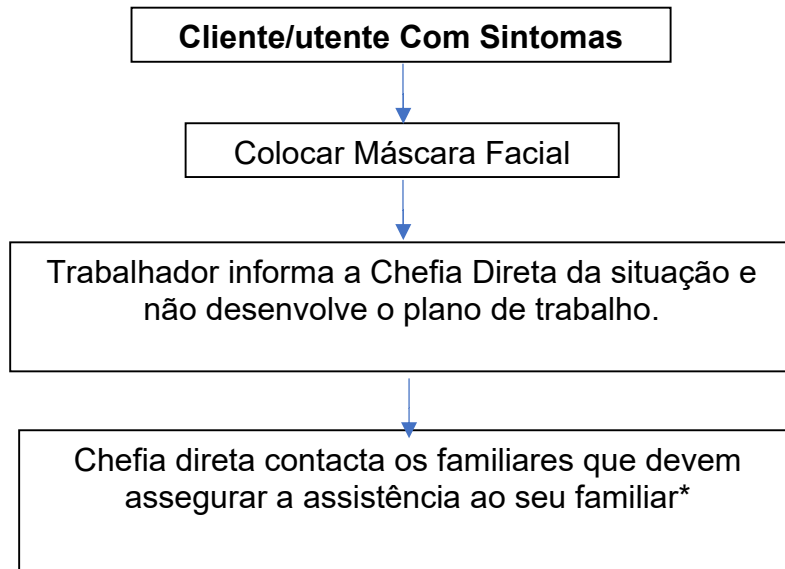 Cliente/utente Com Sintomas
Colocar Máscara Facial
Trabalhador informa a Chefia Direta da situação e
não desenvolve o plano de trabalho.
Chefia direta contacta os familiares que devem
assegurar a assistência ao seu familiar*